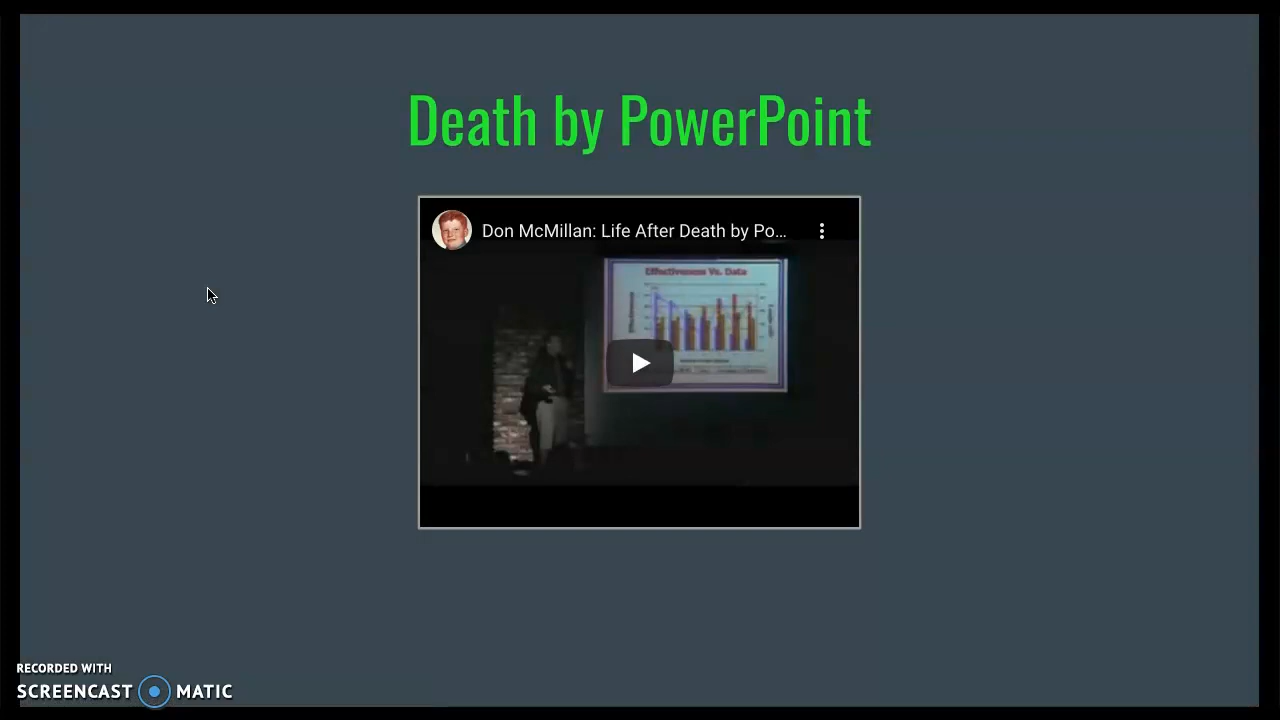 Death by PowerPoint
Don McMillan: Life After Death by Po...
Effectiveness Vs. Data
RECORDED WITH
SCREENCAST MATIC